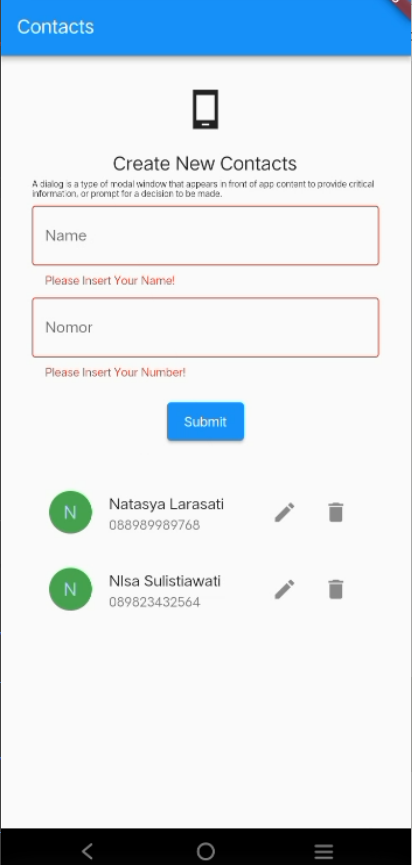 Contacts
Create New Contacts
A dialog is a type of modal window that appears in front of app content to provide critical
information, or prompt for a decision to be made.
Name
Please Insert Your Name!
Nomor
Please Insert Your Number!
Submit
N
Natasya Larasati
088989989768
N
NIsa Sulistiawati
089823432564